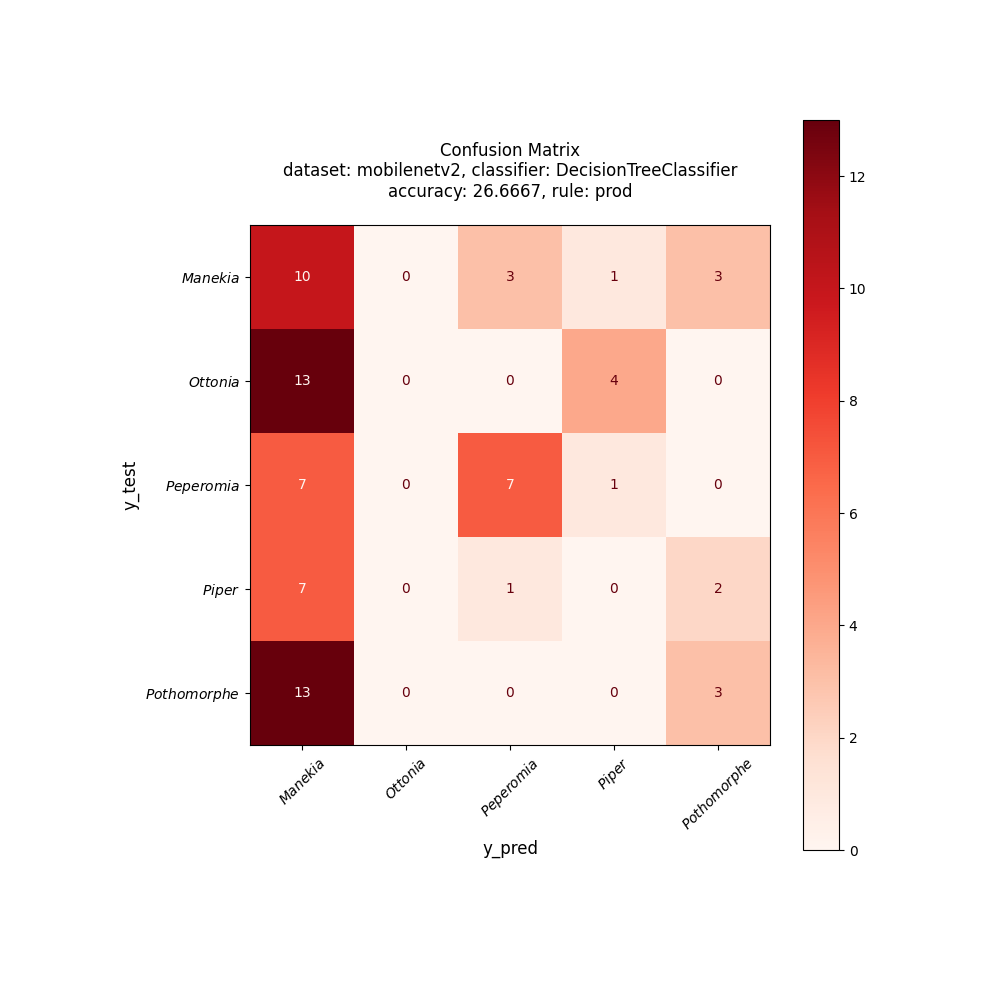 Confusion Matrix
dataset: mobilenetv2, classifier: DecisionTreeClassifier
accuracy: 26.6667, rule: prod
Manekia 10 0 3 1 3
Ottonia 13 0 0 4 0
Peperomia 7 0 7 1 0
Piper 7 0 1 0 2
Pothomorphe 13 0 0 0 3
Manekia Ottonia Peperomia Piper Pothomorphe
y_pred
y_test
12
10
8
6
4
2
0